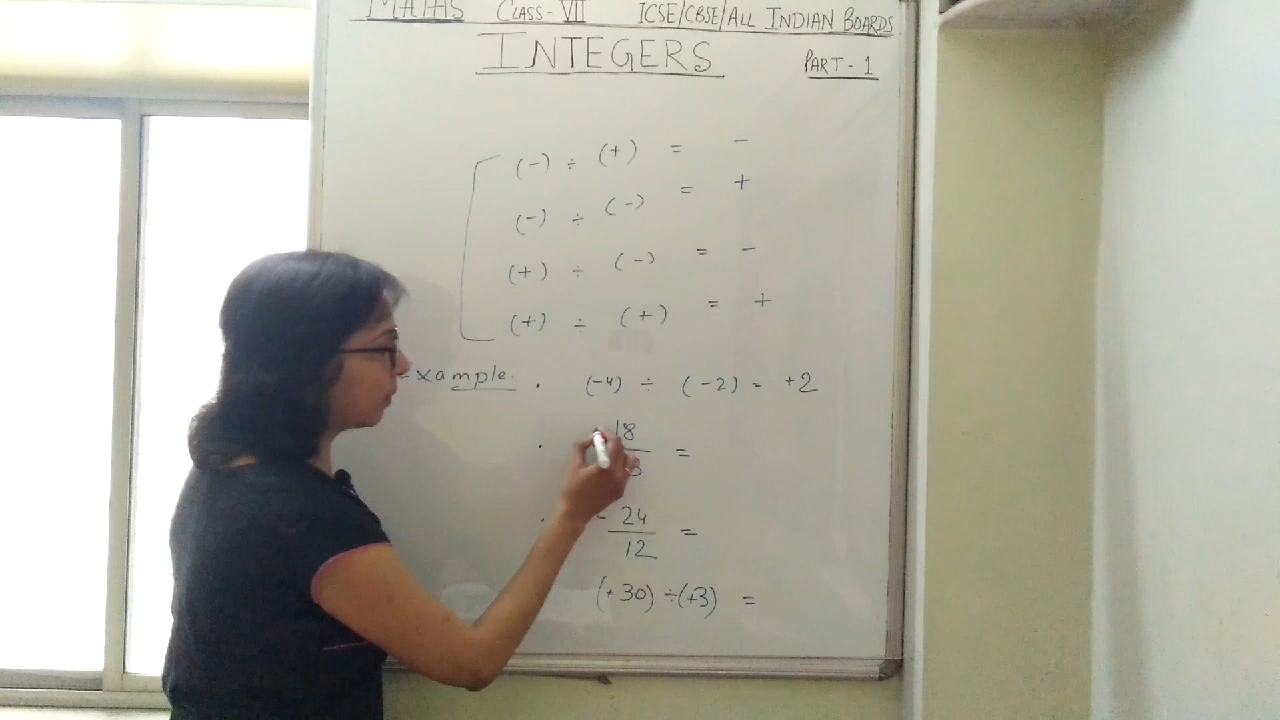 MATHS CLASS-VII ICSE/CBSE/ALL INDIAN BOARDS
INTEGERS PART-1
(-) ÷ (+) = -
(-) ÷ (-) = +
(+) ÷ (-) = -
(+) ÷ (+) = +
xample. . (-4) ÷ (-2) = +2
. 18
=
. - 24
=
12
(+30) ÷ (+3) =